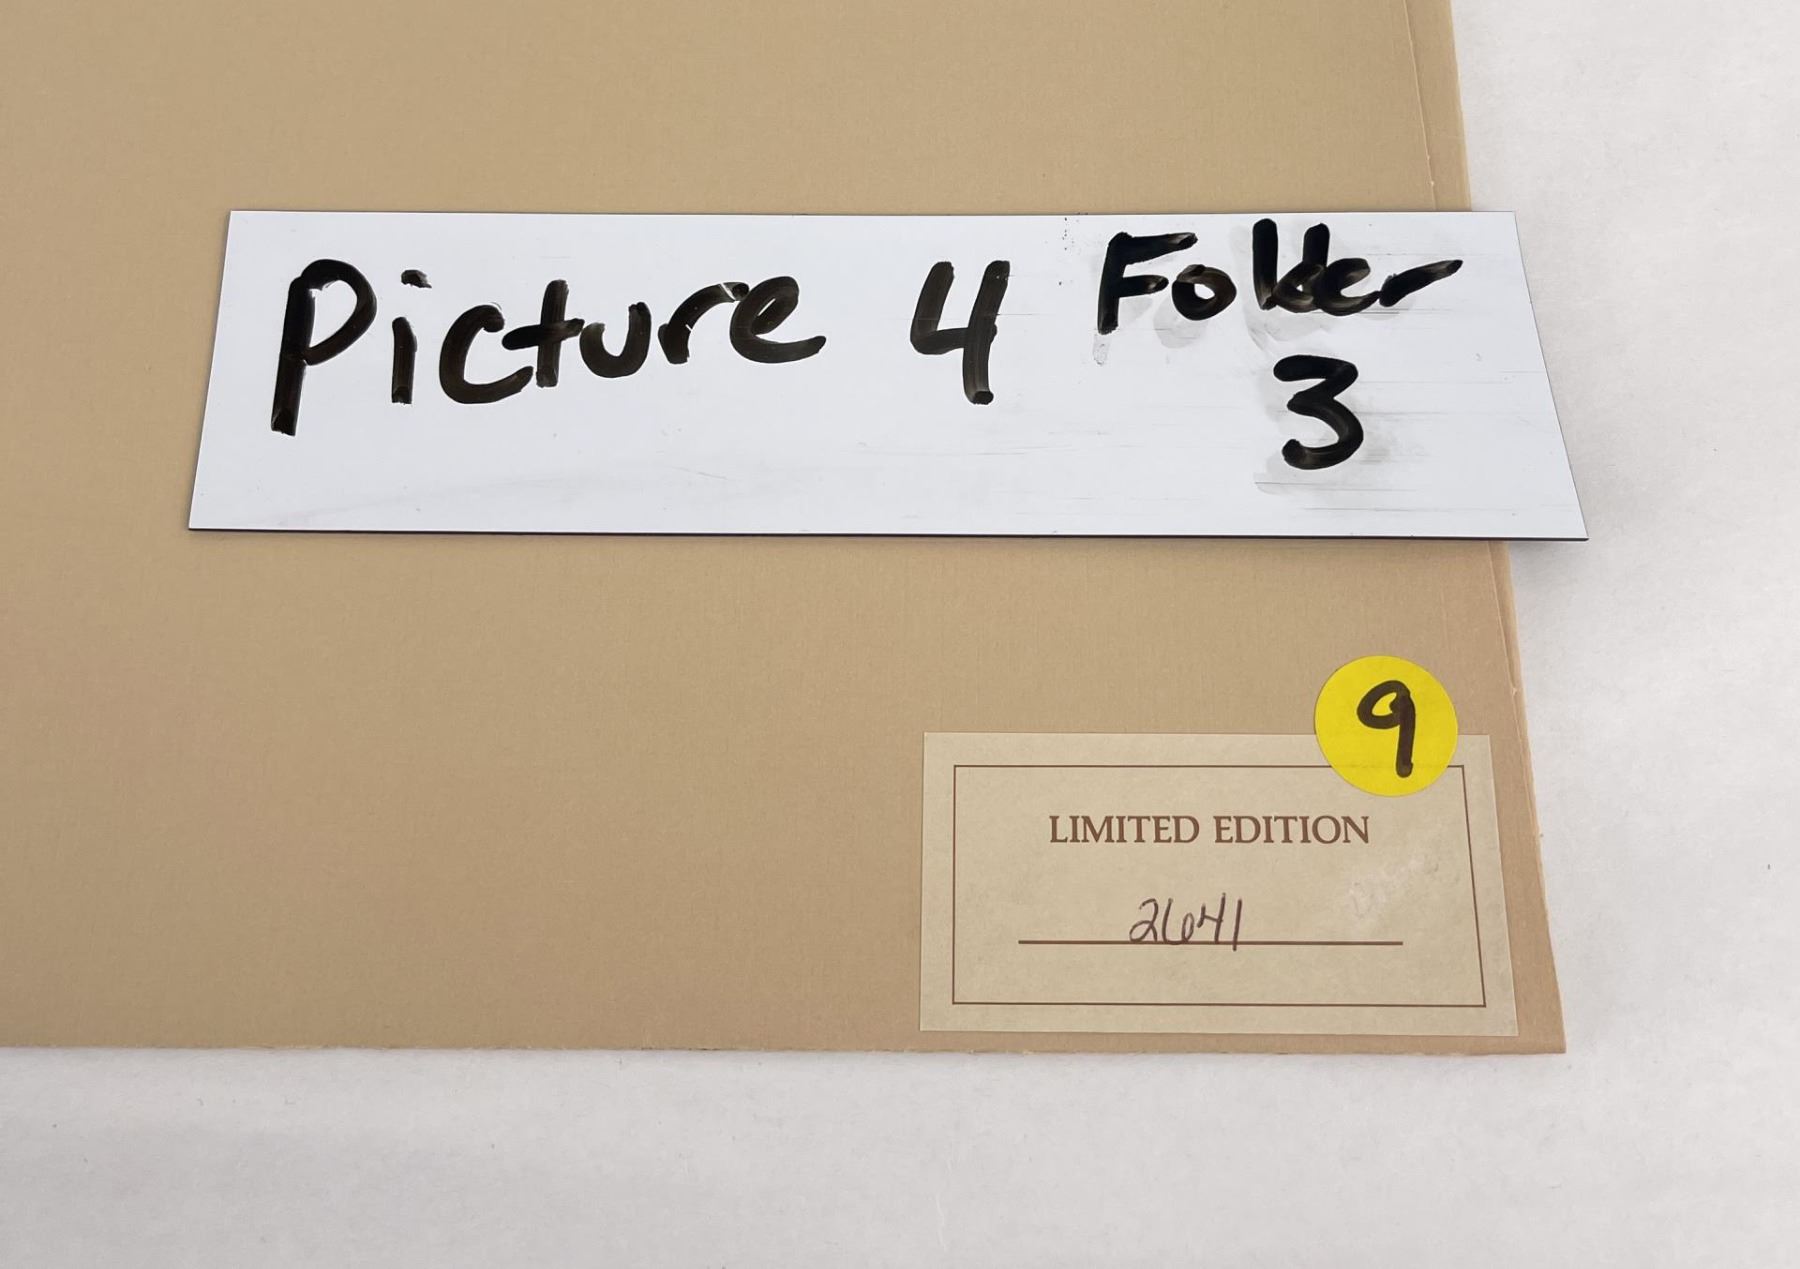 Picture 4 Folder
3
9
LIMITED EDITION
2641